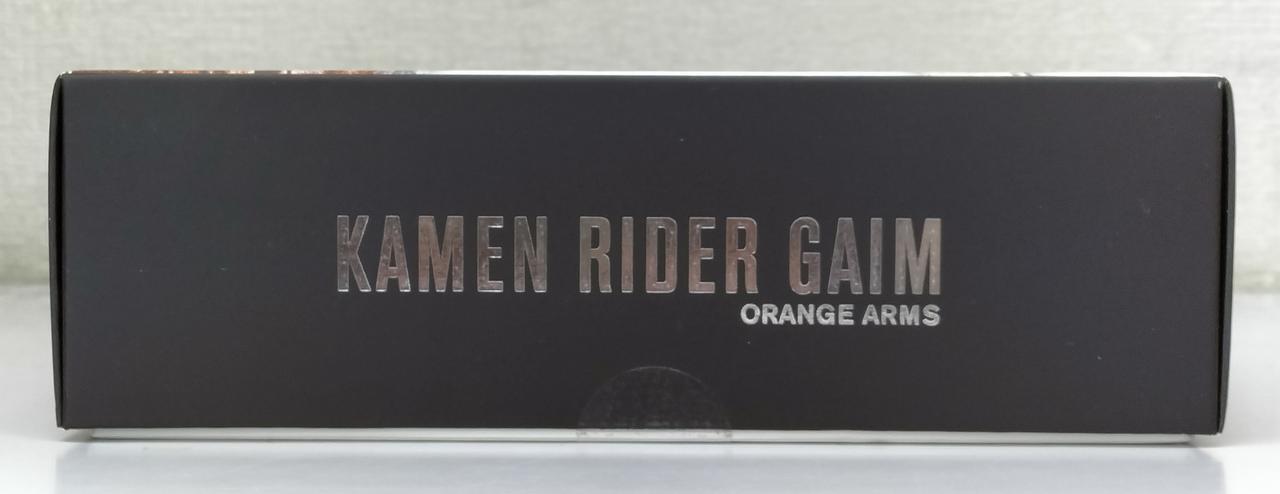 KAMEN RIDER GAIM
ORANGE ARMS